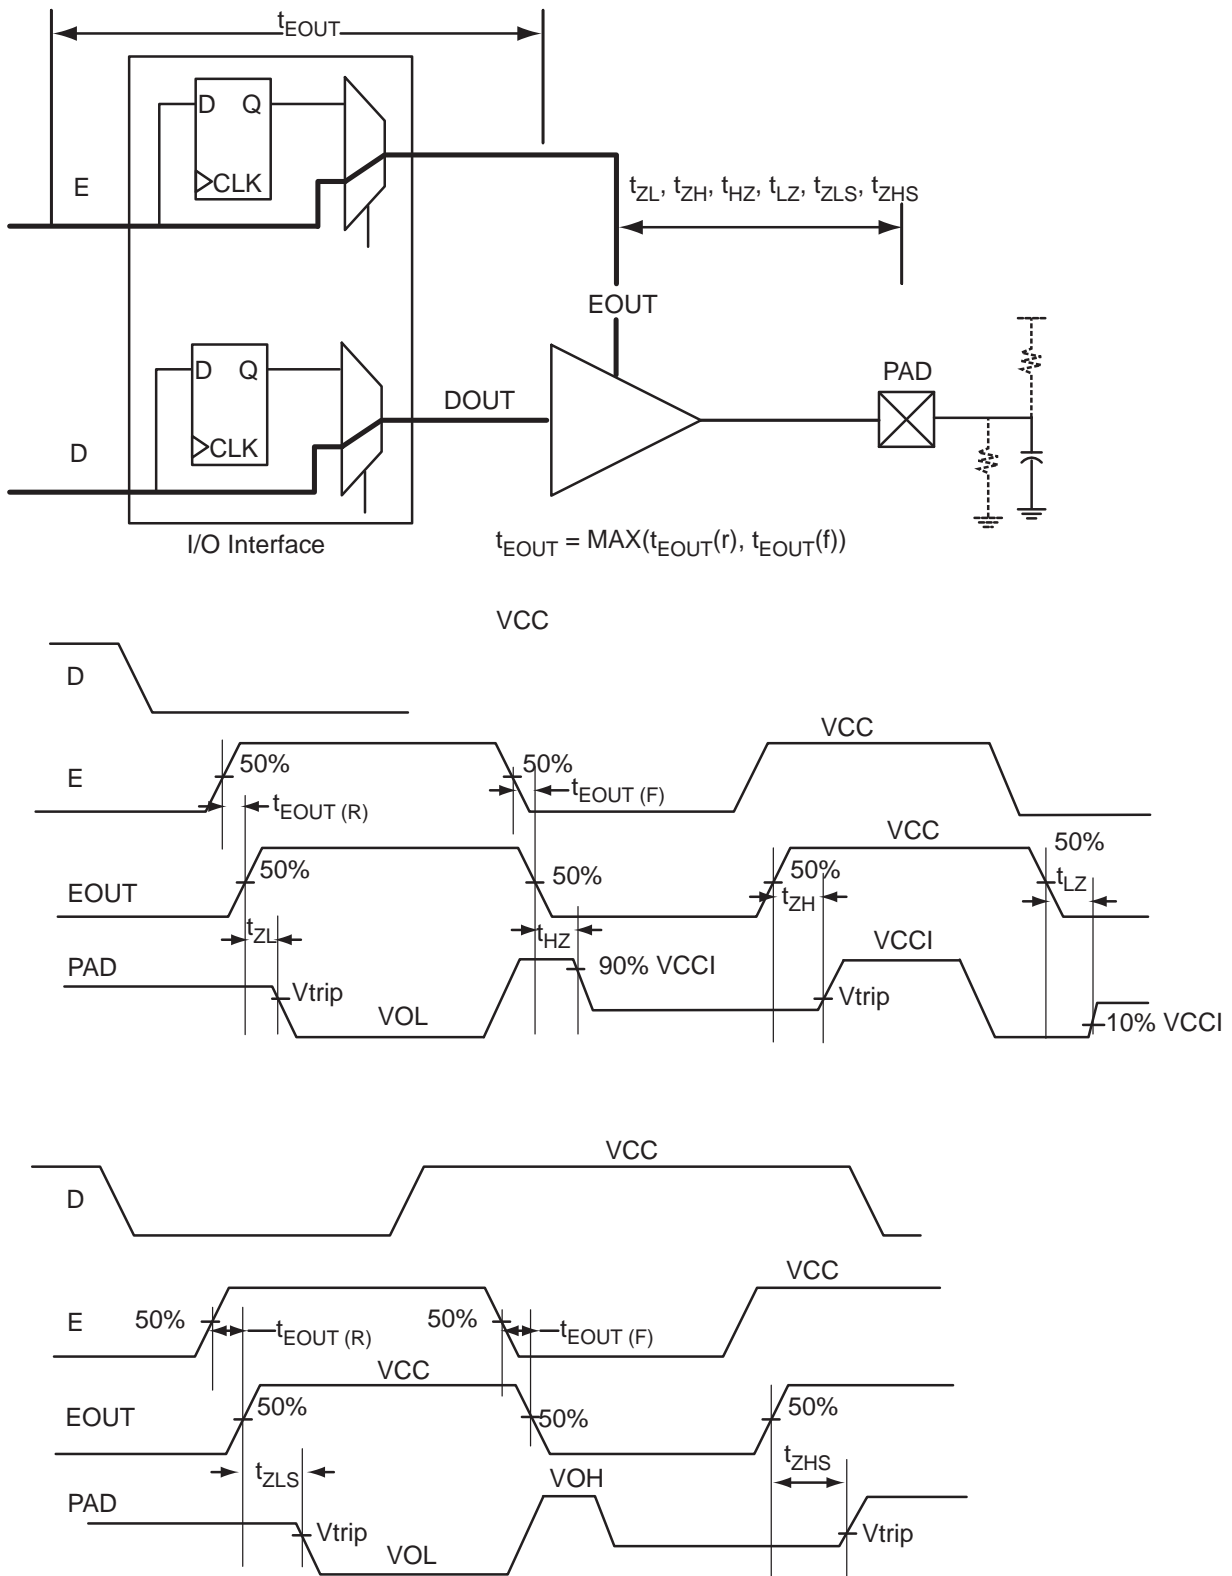 tEOUT
D Q
CLK
E
tZL, tZH, tHZ, tLZ, tZLS, tZHS
EOUT
D Q
CLK
DOUT
PAD
D
I/O Interface
tEOUT = MAX(tEOUT(r), tEOUT(f))
VCC
D
VCC
50%
50%
E
tEOUT (R)
tEOUT (F)
VCC
50%
50%
50%
50%
EOUT
tZH
tLZ
tZL
tHZ
VCCI
PAD
90% VCCI
Vtrip
Vtrip
VOL
10% VCCI
VCC
D
VCC
E
50%
50%
tEOUT (R)
tEOUT (F)
VCC
EOUT
50%
50%
50%
tZLS
tZHS
VOH
PAD
Vtrip
Vtrip
VOL